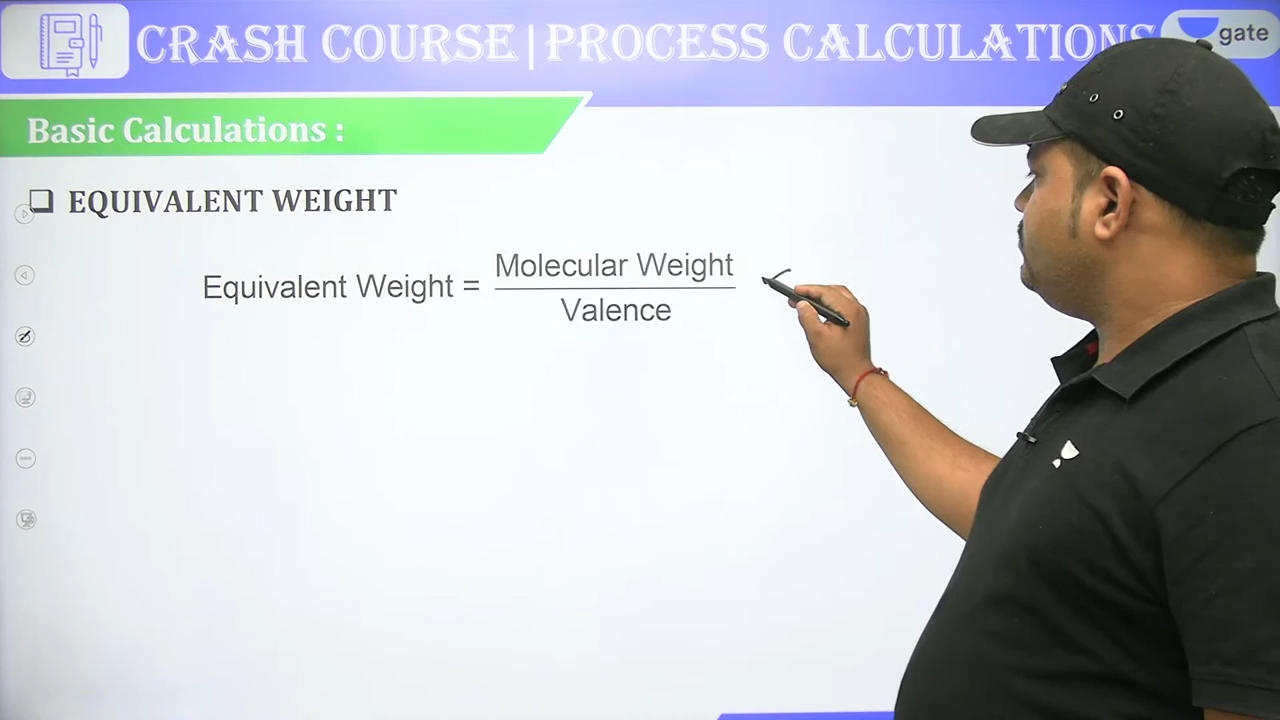 CRASH COURSE|PROCESS CALCULATIONS
gate
Basic Calculations :
EQUIVALENT WEIGHT
Equivalent Weight = Molecular Weight
Valence